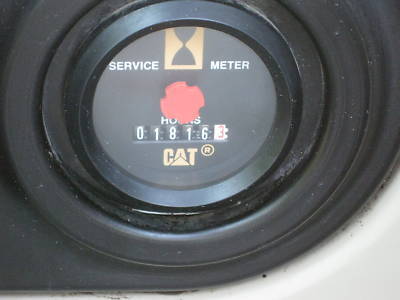 SERVICE METER
HOURS
018163
CAT®